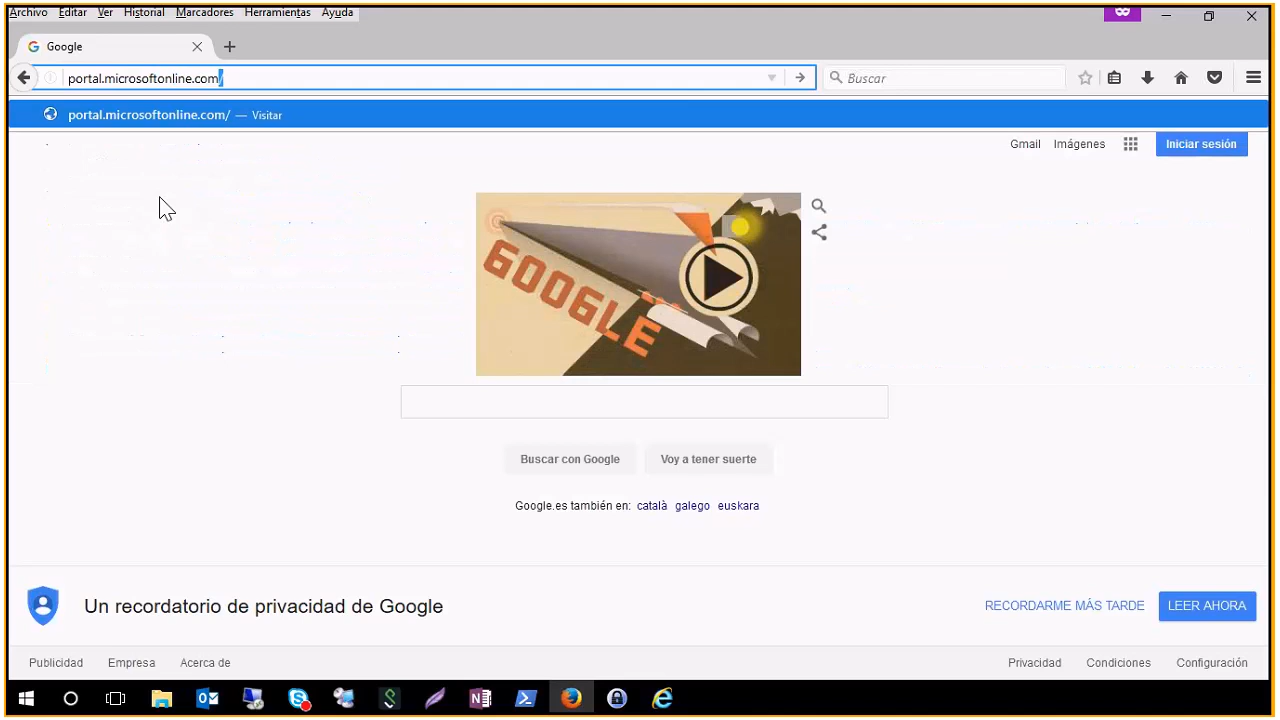 Archivo Editar Ver Historial Marcadores Herramientas Ayuda
Google
portal.microsoftonline.com/
Buscar
portal.microsoftonline.com/ — Visitar
Gmail Imágenes Iniciar sesión
GOOGLE
Buscar con Google Voy a tener suerte
Google.es también en: català galego euskara
Un recordatorio de privacidad de Google RECORDARME MÁS TARDE LEER AHORA
Publicidad Empresa Acerca de Privacidad Condiciones Configuración